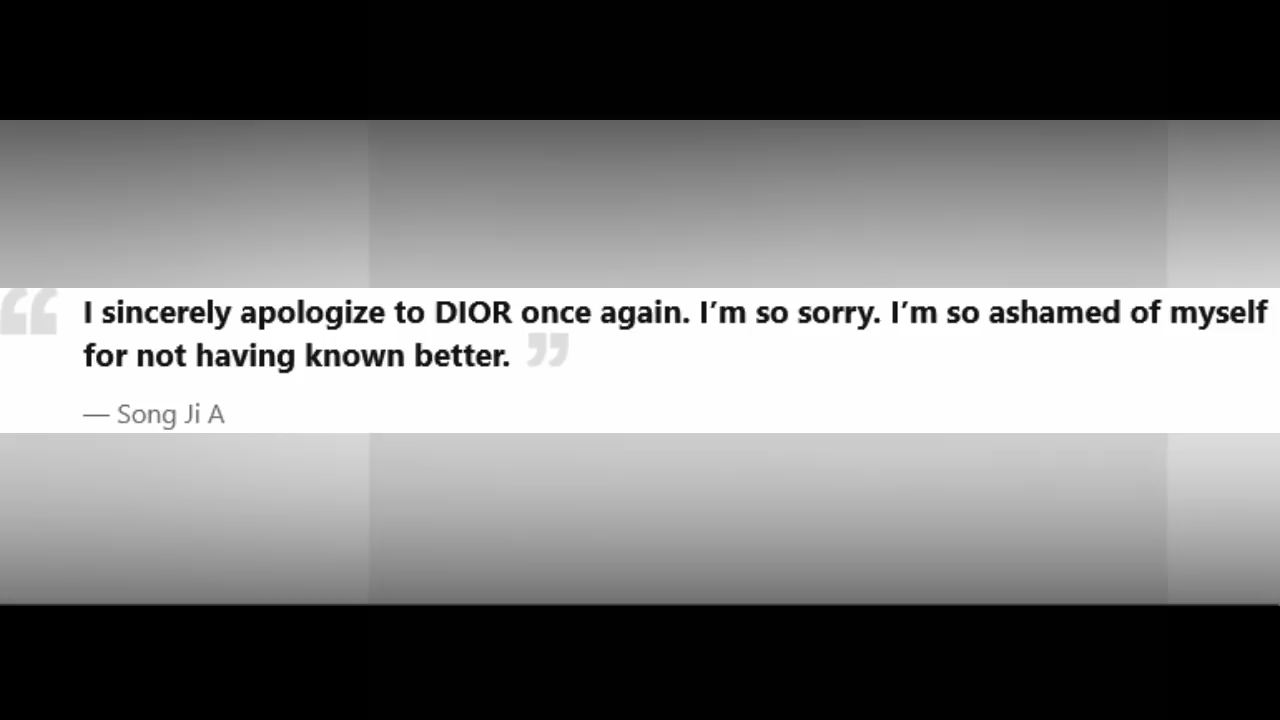 “ I sincerely apologize to DIOR once again. I’m so sorry. I’m so ashamed of myself
for not having known better. ”
— Song Ji A